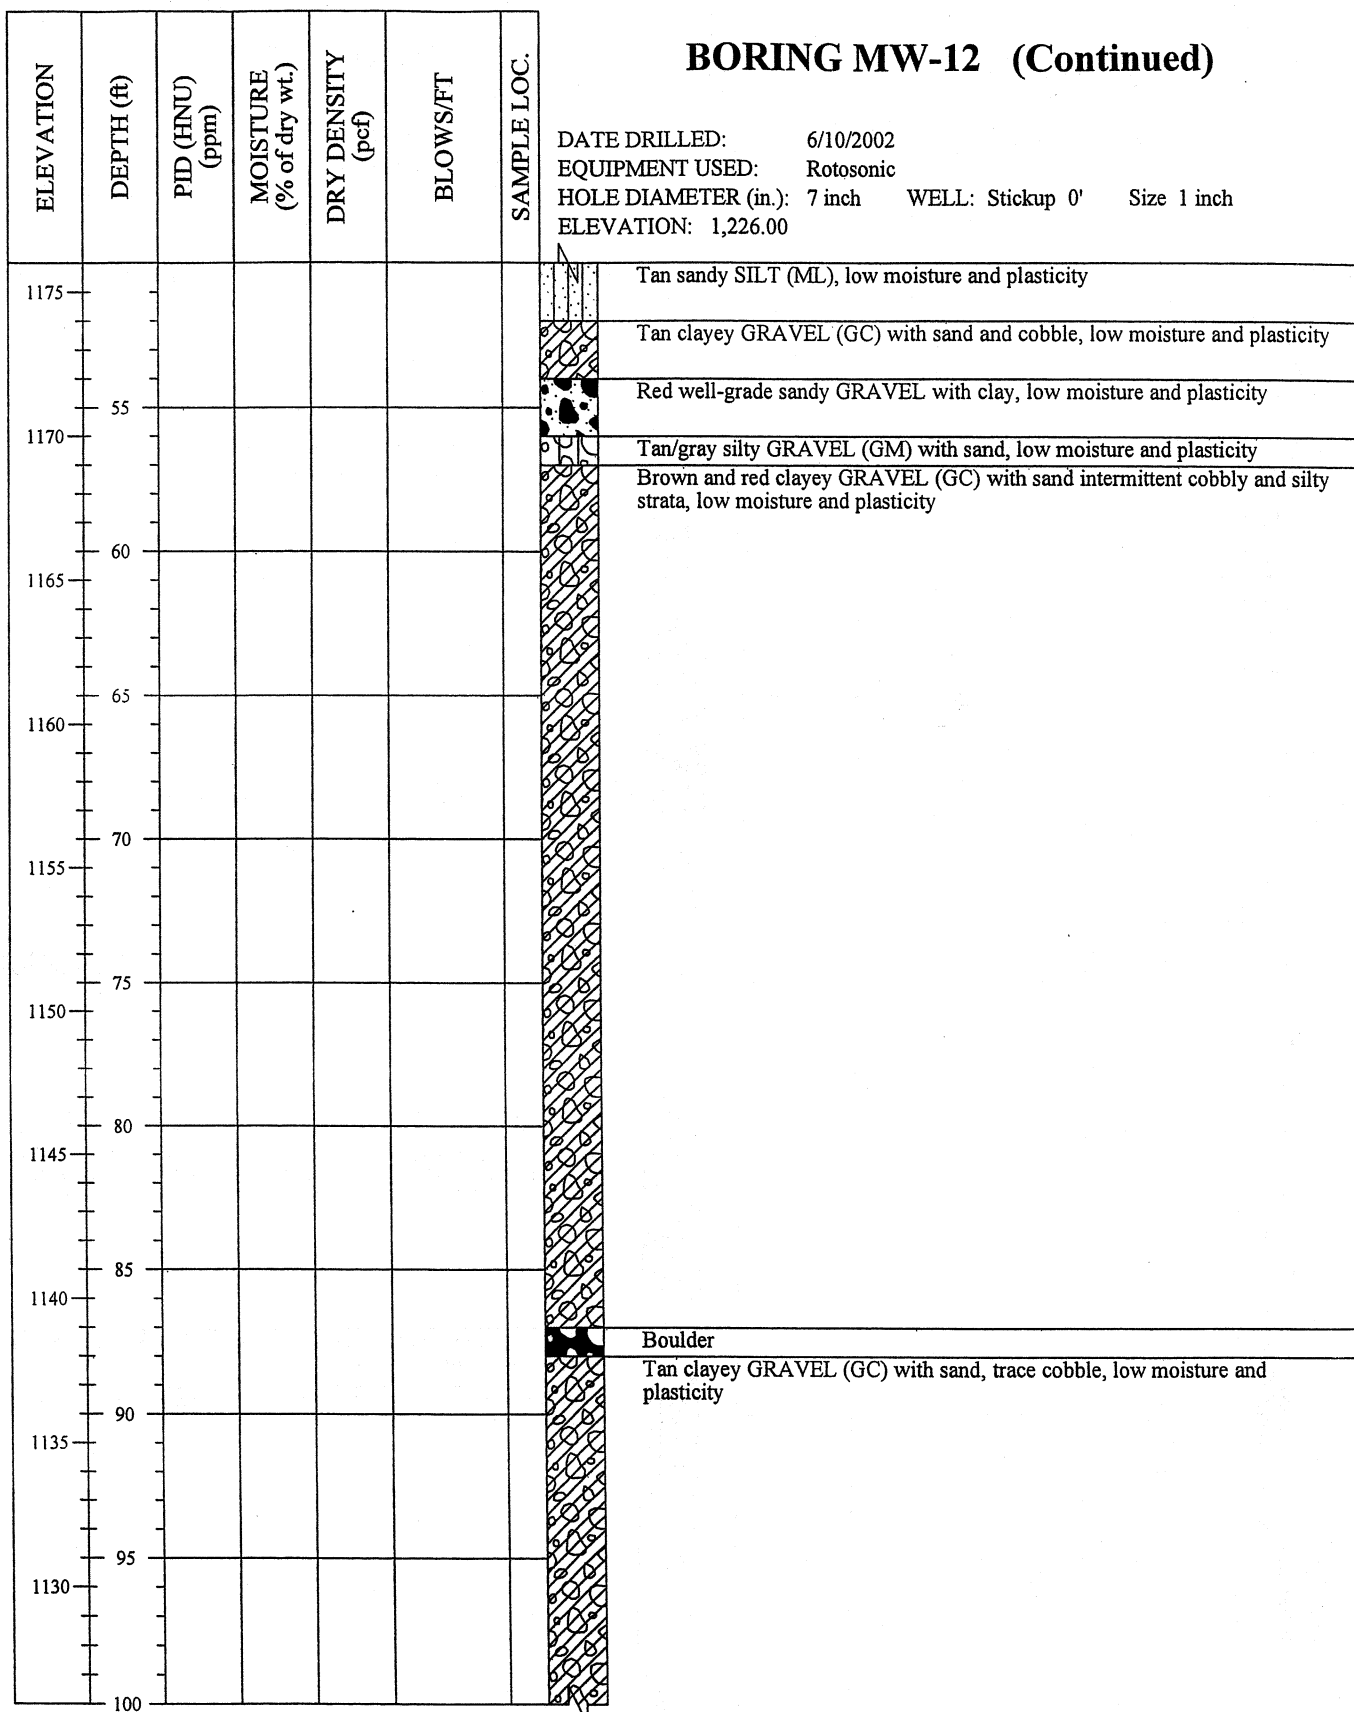 BORING MW-12 (Continued)
ELEVATION
DEPTH (ft)
PID (HNU)
(ppm)
MOISTURE
(% of dry wt.)
DRY DENSITY
(pcf)
BLOWS/FT
SAMPLE LOC.
DATE DRILLED: 6/10/2002
EQUIPMENT USED: Rotosonic
HOLE DIAMETER (in.): 7 inch WELL: Stickup 0' Size 1 inch
ELEVATION: 1,226.00
Tan sandy SILT (ML), low moisture and plasticity
1175
Tan clayey GRAVEL (GC) with sand and cobble, low moisture and plasticity
Red well-grade sandy GRAVEL with clay, low moisture and plasticity
55
1170
Tan/gray silty GRAVEL (GM) with sand, low moisture and plasticity
Brown and red clayey GRAVEL (GC) with sand intermittent cobbly and silty
strata, low moisture and plasticity
60
1165
65
1160
70
1155
75
1150
80
1145
85
1140
Boulder
Tan clayey GRAVEL (GC) with sand, trace cobble, low moisture and
plasticity
90
1135
95
1130
100